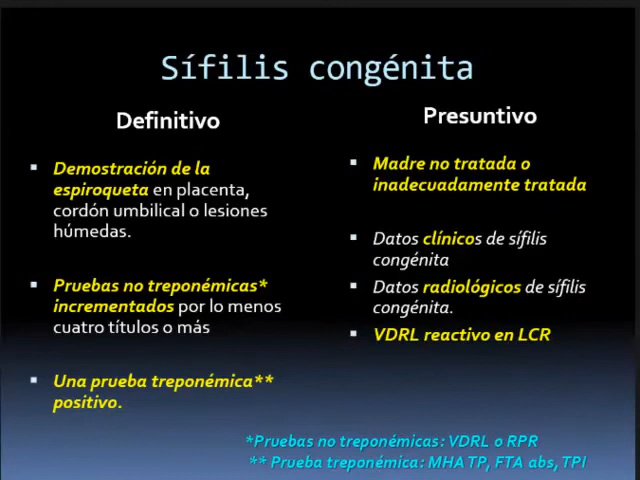 Sífilis congénita
Definitivo
Demostración de la
espiroqueta en placenta,
cordón umbilical o lesiones
húmedas.
Pruebas no treponémicas*
incrementados por lo menos
cuatro títulos o más
Una prueba treponémica**
positivo.
Presuntivo
Madre no tratada o
inadecuadamente tratada
Datos clínicos de sífilis
congénita
Datos radiológicos de sífilis
congénita.
VDRL reactivo en LCR
*Pruebas no treponémicas: VDRL o RPR
** Prueba treponémica: MHA TP, FTA abs, TPI